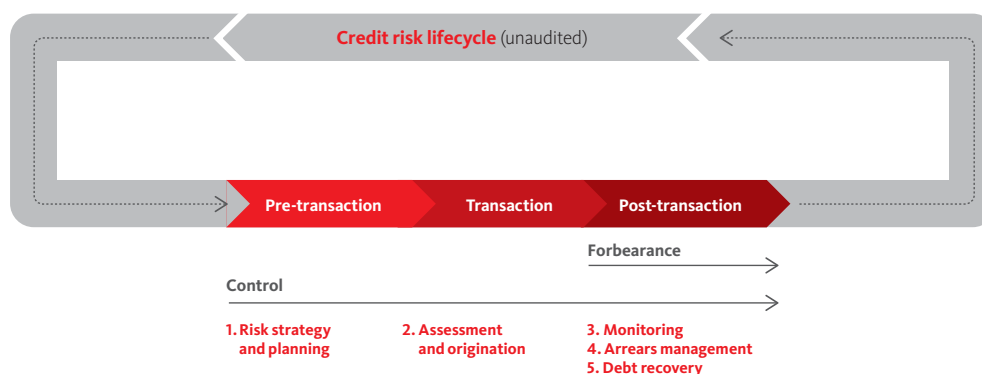 Credit risk lifecycle (unaudited)
Pre-transaction
Transaction
Post-transaction
Forbearance
Control
1. Risk strategy
and planning
2. Assessment
and origination
3. Monitoring
4. Arrears management
5. Debt recovery